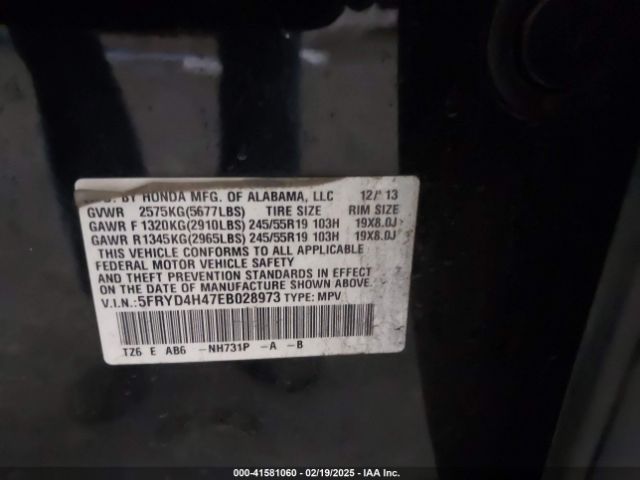 BY HONDA MFG. OF ALABAMA, LLC 12/13
GVWR 2575KG(5677LBS) TIRE SIZE RIM SIZE
GAWR F 1320KG(2910LBS) 245/55R19 103H 19X8.0J
GAWR R 1345KG(2965LBS) 245/55R19 103H 19X8.0J
THIS VEHICLE CONFORMS TO ALL APPLICABLE
FEDERAL MOTOR VEHICLE SAFETY
AND THEFT PREVENTION STANDARDS IN EFFECT
ON THE DATE OF MANUFACTURE SHOWN ABOVE.
V.I.N.:5FRYD4H47EB028973 TYPE: MPV
TZ6 E AB6 -NH731P -A -B
000-41581060 - 02/19/2025 - IAA Inc.